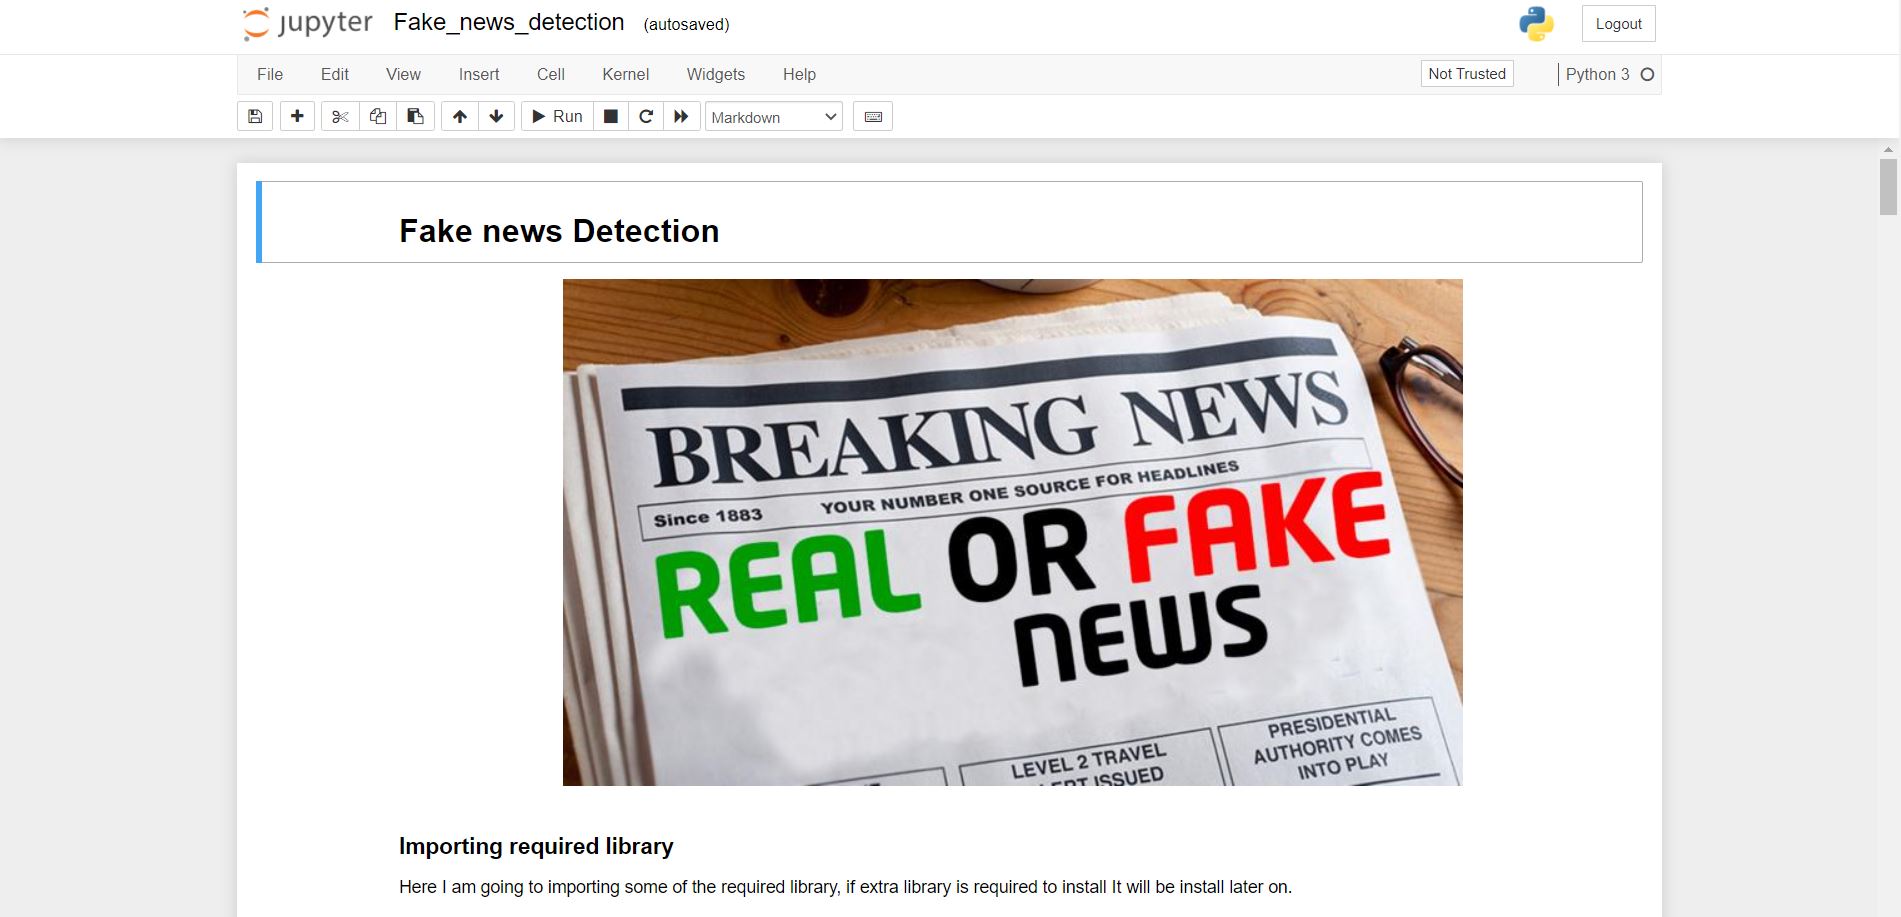 jupyter Fake_news_detection (autosaved)
Logout
File Edit View Insert Cell Kernel Widgets Help
Not Trusted
Python 3
Run
Markdown
Fake news Detection
BREAKING NEWS
YOUR NUMBER ONE SOURCE FOR HEADLINES
Since 1883
REAL OR FAKE
NEWS
LEVEL 2 TRAVEL
ISSUED
PRESIDENTIAL
AUTHORITY COMES
INTO PLAY
Importing required library
Here I am going to importing some of the required library, if extra library is required to install It will be install later on.